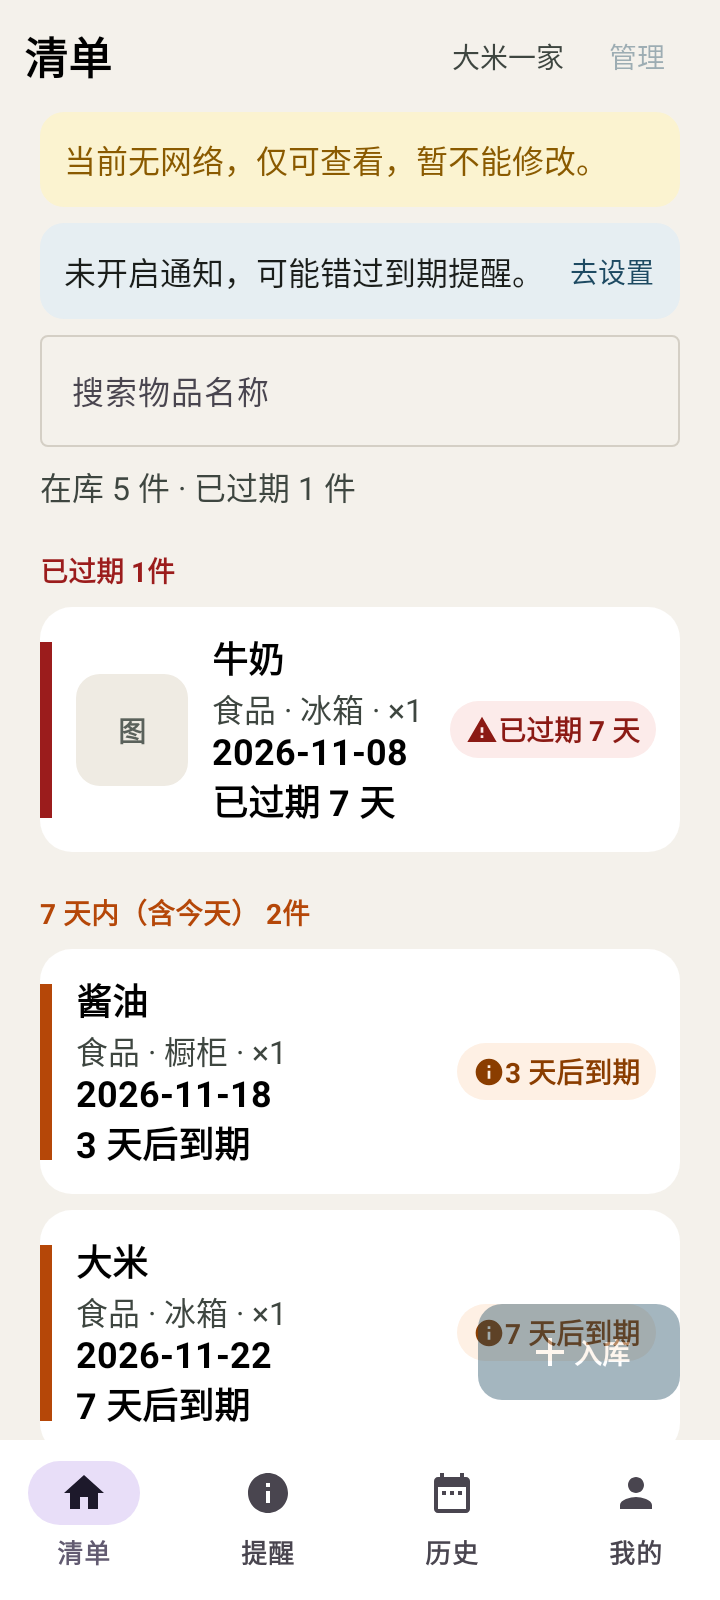 清单
大米一家
管理
当前无网络，仅可查看，暂不能修改。
未开启通知，可能错过到期提醒。
去设置
搜索物品名称
在库 5 件 · 已过期 1 件
已过期 1件
图
牛奶
食品 · 冰箱 · ×1
2026-11-08
已过期 7 天
已过期 7 天
7 天内（含今天） 2件
酱油
食品 · 橱柜 · ×1
2026-11-18
3 天后到期
3 天后到期
大米
食品 · 冰箱 · ×1
2026-11-22
7 天后到期
7 天后到期
入库
清单
提醒
历史
我的